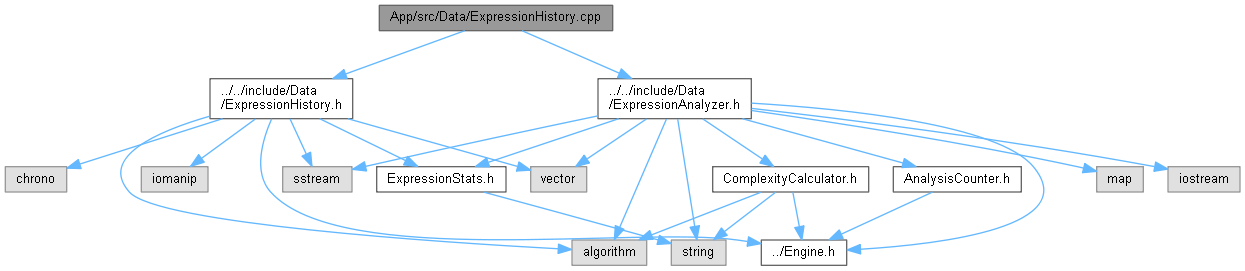 App/src/Data/ExpressionHistory.cpp
../../include/Data
/ExpressionHistory.h
../../include/Data
/ExpressionAnalyzer.h
chrono
iomanip
sstream
ExpressionStats.h
vector
ComplexityCalculator.h
AnalysisCounter.h
map
iostream
algorithm
string
../Engine.h